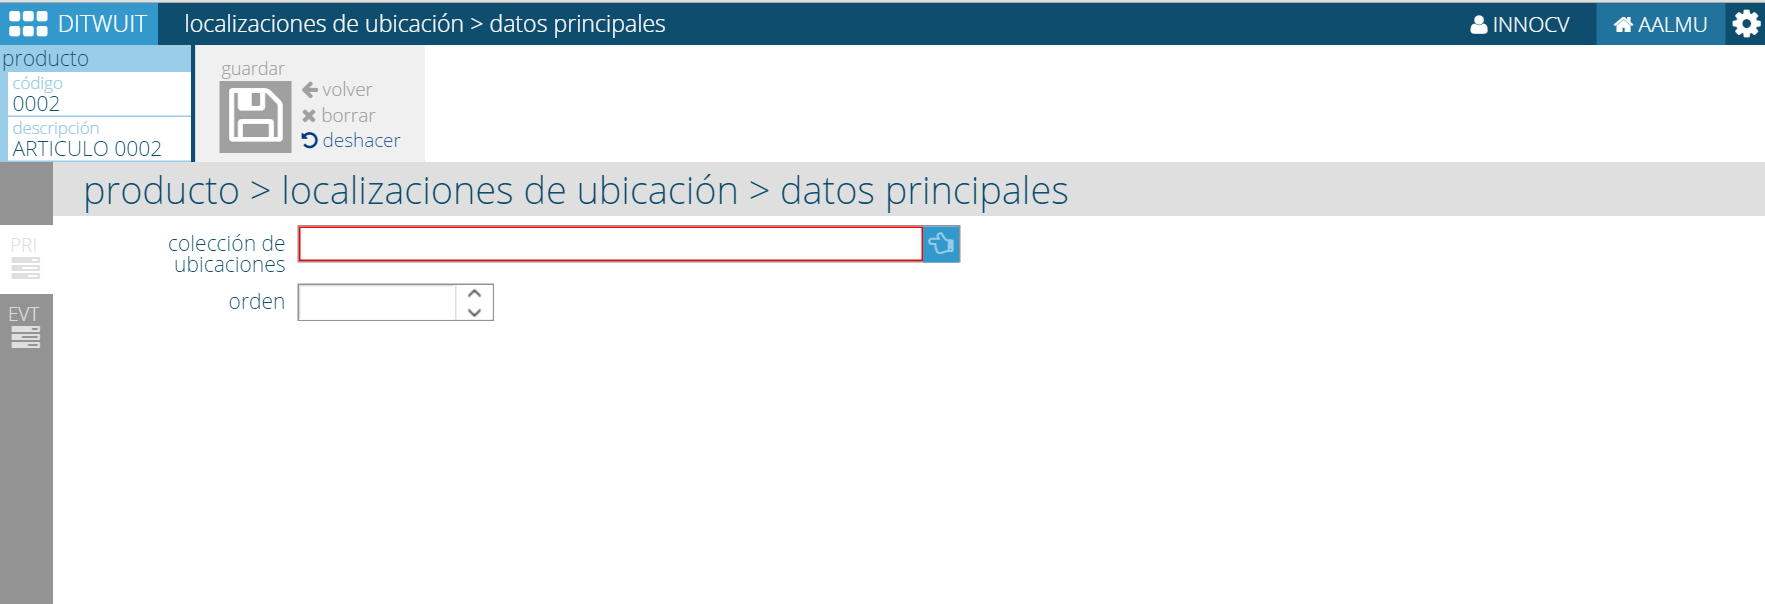 DITWUIT
localizaciones de ubicación > datos principales
INNOCV
AALMU
producto
código
0002
descripción
ARTICULO 0002
guardar
volver
borrar
deshacer
producto > localizaciones de ubicación > datos principales
PRI
EVT
colección de
ubicaciones
orden